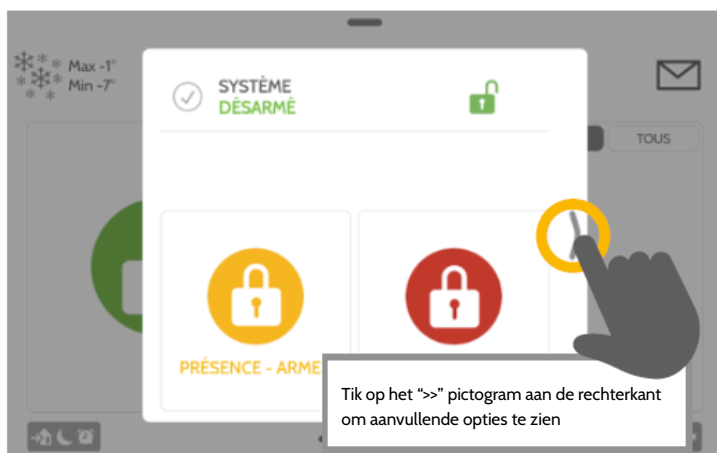 Max -1°
Min -7°
SYSTÈME
DÉSARMÉ
TOUS
PRÉSENCE - ARME
Tik op het “>>” pictogram aan de rechterkant
om aanvullende opties te zien